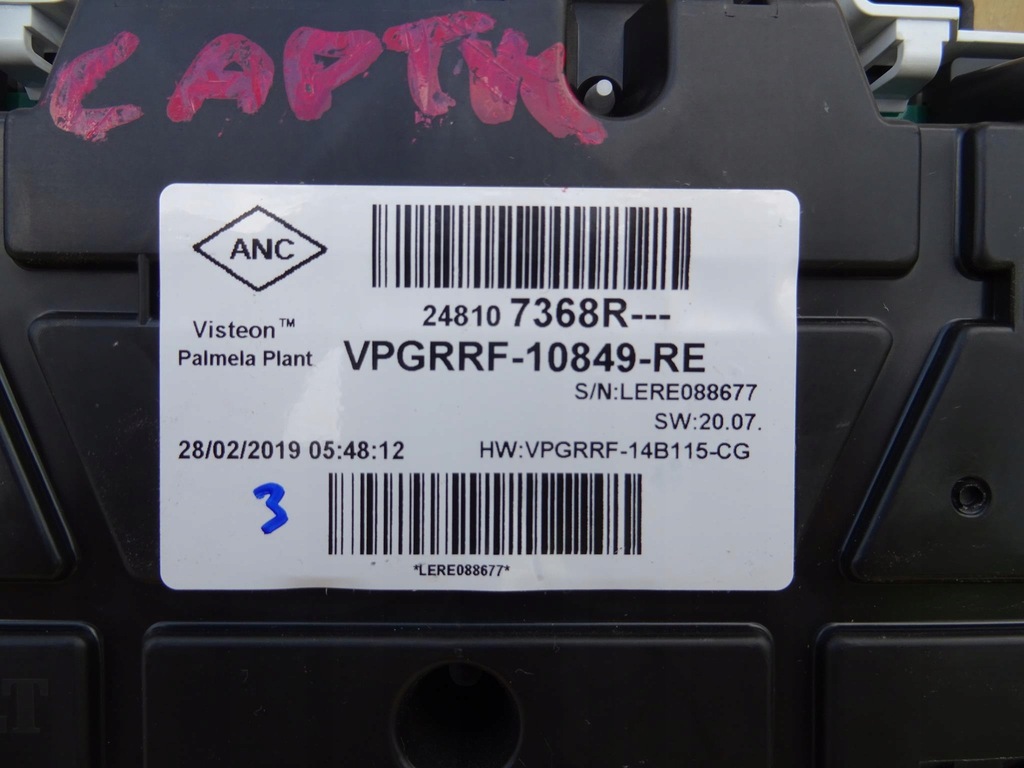 CAPTUR
ANC
24810 7368R---
Visteon™
Palmela Plant
VPGRRF-10849-RE
S/N:LERE088677
SW:20.07.
28/02/2019 05:48:12
HW:VPGRRF-14B115-CG
3
*LERE088677*